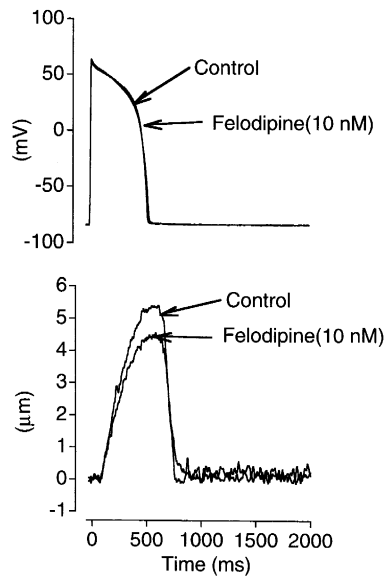 100
Control
50
Felodipine(10 nM)
0
(mV)
-50
-100
6
Control
5
Felodipine(10 nM)
4
3
(µm)
2
1
0
-1
0 500 1000 1500 2000
Time (ms)